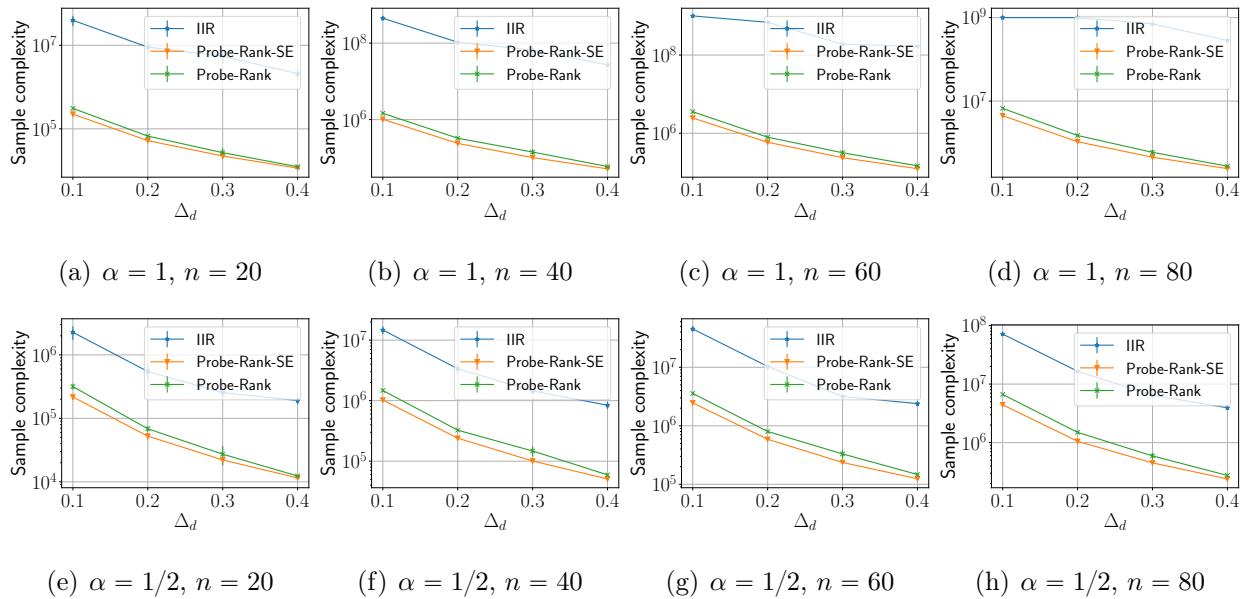 Sample complexity
10^7
10^5
IIR
Probe-Rank-SE
Probe-Rank
0.1 0.2 0.3 0.4
Δ_d
(a) α = 1, n = 20
Sample complexity
10^8
10^6
IIR
Probe-Rank-SE
Probe-Rank
0.1 0.2 0.3 0.4
Δ_d
(b) α = 1, n = 40
Sample complexity
10^8
10^6
IIR
Probe-Rank-SE
Probe-Rank
0.1 0.2 0.3 0.4
Δ_d
(c) α = 1, n = 60
Sample complexity
10^9
10^7
IIR
Probe-Rank-SE
Probe-Rank
0.1 0.2 0.3 0.4
Δ_d
(d) α = 1, n = 80
Sample complexity
10^6
10^5
10^4
IIR
Probe-Rank-SE
Probe-Rank
0.1 0.2 0.3 0.4
Δ_d
(e) α = 1/2, n = 20
Sample complexity
10^7
10^6
10^5
IIR
Probe-Rank-SE
Probe-Rank
0.1 0.2 0.3 0.4
Δ_d
(f) α = 1/2, n = 40
Sample complexity
10^7
10^6
10^5
IIR
Probe-Rank-SE
Probe-Rank
0.1 0.2 0.3 0.4
Δ_d
(g) α = 1/2, n = 60
Sample complexity
10^8
10^7
10^6
IIR
Probe-Rank-SE
Probe-Rank
0.1 0.2 0.3 0.4
Δ_d
(h) α = 1/2, n = 80